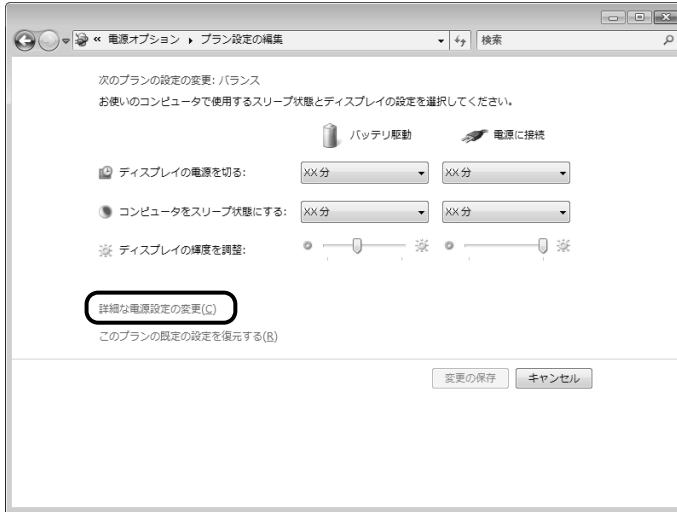 « 電源オプション ▸ プラン設定の編集
検索
次のプランの設定の変更: バランス
お使いのコンピュータで使用するスリープ状態とディスプレイの設定を選択してください。
バッテリ駆動 電源に接続
ディスプレイの電源を切る: XX分 XX分
コンピュータをスリープ状態にする: XX分 XX分
ディスプレイの輝度を調整:
詳細な電源設定の変更(C)
このプランの既定の設定を復元する(R)
変更の保存 キャンセル